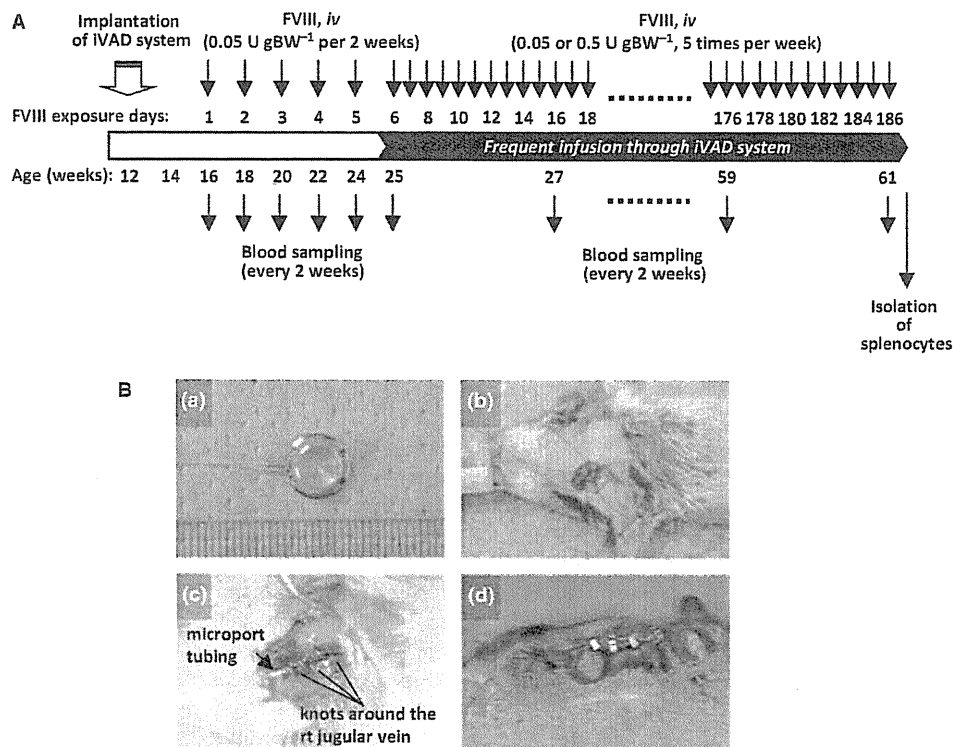 A
Implantation
of iVAD system
FVIII, iv
(0.05 U gBW⁻¹ per 2 weeks)
FVIII, iv
(0.05 or 0.5 U gBW⁻¹, 5 times per week)
FVIII exposure days: 1 2 3 4 5 6 8 10 12 14 16 18 176 178 180 182 184 186
Frequent infusion through iVAD system
Age (weeks): 12 14 16 18 20 22 24 25 27 59 61
Blood sampling
(every 2 weeks)
Blood sampling
(every 2 weeks)
Isolation
of
splenocytes
B
(a)
(b)
(c)
microport
tubing
knots around the
rt jugular vein
(d)